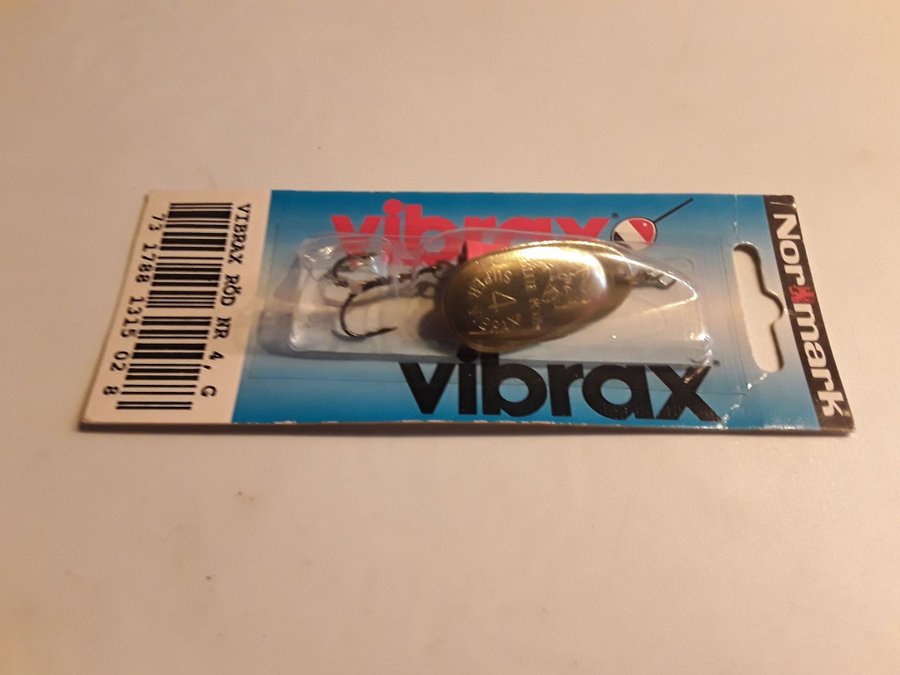 vibrax
vibrax
Normark
VIBRAX RÖD NR 4, G
73 1788 1315 02 8
4